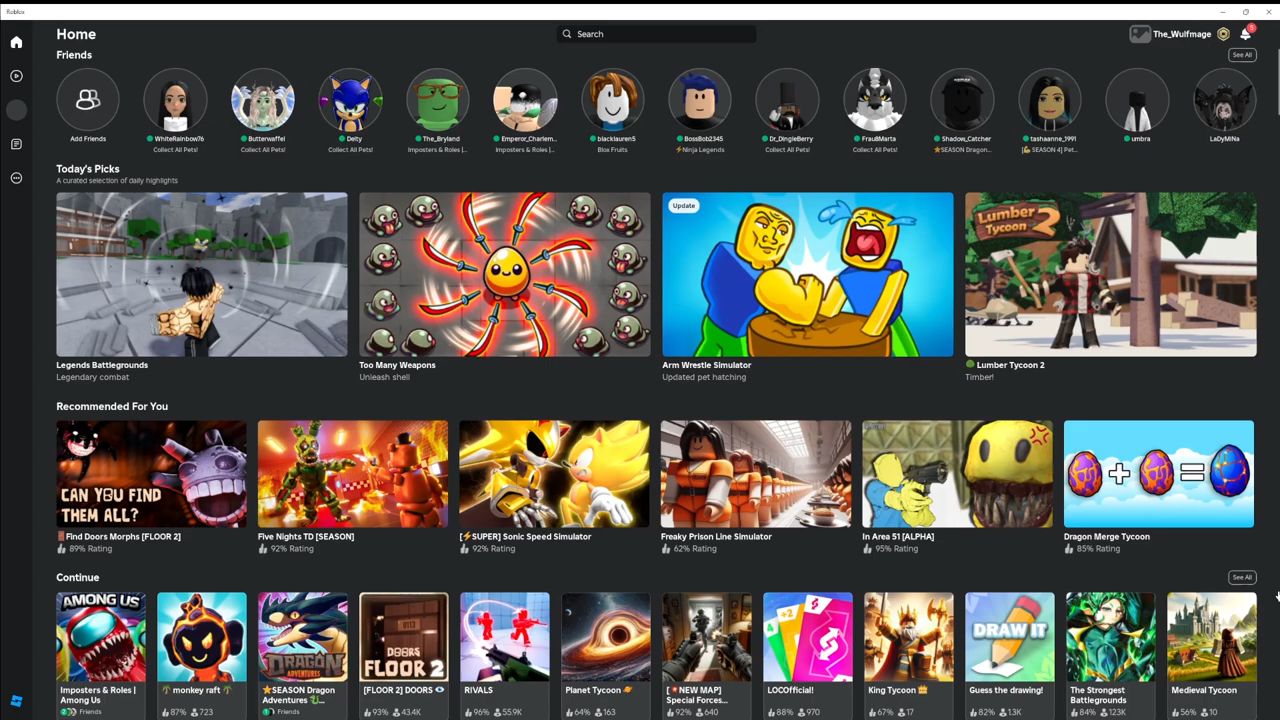 Roblox
Home
Search
The_Wulfmage
5
Friends
See All
Add Friends
WhiteRainbow76
Collect All Pets!
Butterwaffel
Collect All Pets!
Deity
Collect All Pets!
The_Bryland
Imposters & Roles |...
Emperor_Charlem...
Imposters & Roles |...
blacklauren5
Blox Fruits
BossBob2345
⚡Ninja Legends
Dr_DingleBerry
Collect All Pets!
Frau8Marta
Collect All Pets!
Shadow_Catcher
⭐SEASON Dragon...
tashaanne_1991
[💪 SEASON 4] Pet...
umbra
LaDyMiNa
Today's Picks
A curated selection of daily highlights
Update
Lumber
Tycoon 2
Legends Battlegrounds
Legendary combat
Too Many Weapons
Unleash shell
Arm Wrestle Simulator
Updated pet hatching
Lumber Tycoon 2
Timber!
Recommended For You
CAN YOU FIND
THEM ALL?
🚪Find Doors Morphs [FLOOR 2]
89% Rating
Five Nights TD [SEASON]
92% Rating
[⚡SUPER] Sonic Speed Simulator
92% Rating
Freaky Prison Line Simulator
62% Rating
In Area 51 [ALPHA]
95% Rating
Dragon Merge Tycoon
85% Rating
Continue
See All
AMONG US
DRAGON
ADVENTURES
DOORS
FLOOR 2
+2
DRAW IT
Imposters & Roles |
Among Us
Friends
🌴 monkey raft 🌴
87% 723
⭐SEASON Dragon
Adventures 🐉...
Friends
[FLOOR 2] DOORS 👁
93% 43.4K
RIVALS
96% 55.9K
Planet Tycoon 🪐
64% 163
[💥NEW MAP]
Special Forces...
92% 640
LOCOfficial!
88% 970
King Tycoon 👑
67% 17
Guess the drawing!
82% 1.3K
The Strongest
Battlegrounds
84% 123K
Medieval Tycoon
56% 10